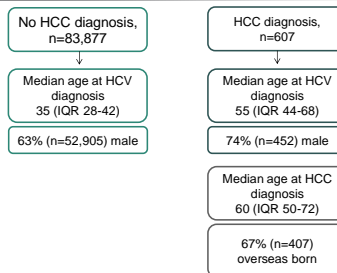 No HCC diagnosis,
n=83,877
Median age at HCV
diagnosis
35 (IQR 28-42)
63% (n=52,905) male
HCC diagnosis,
n=607
Median age at HCV
diagnosis
55 (IQR 44-68)
74% (n=452) male
Median age at HCC
diagnosis
60 (IQR 50-72)
67% (n=407)
overseas born